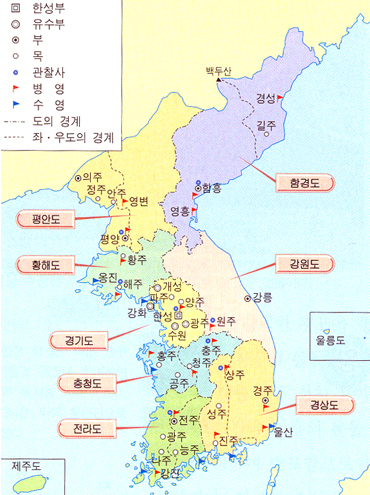 한성부
유수부
부
목
관찰사
병 영
수 영
도의 경계
좌·우도의 경계
백두산
경성
길주
의주
정주
안주
영변
함흥
함경도
영흥
평안도
평양
황주
황해도
해주
옹진
강원도
개성
파주
양주
강화
한성
강릉
광주
원주
수원
경기도
울릉도
충주
홍주
청주
상주
충청도
공주
경주
경상도
성주
전주
전라도
광주
진주
울산
나주
능주
강진
제주도